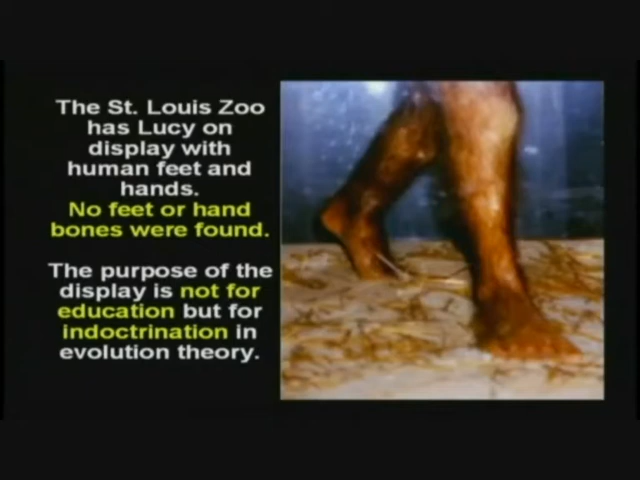 The St. Louis Zoo
has Lucy on
display with
human feet and
hands.
No feet or hand
bones were found.
The purpose of the
display is not for
education but for
indoctrination in
evolution theory.